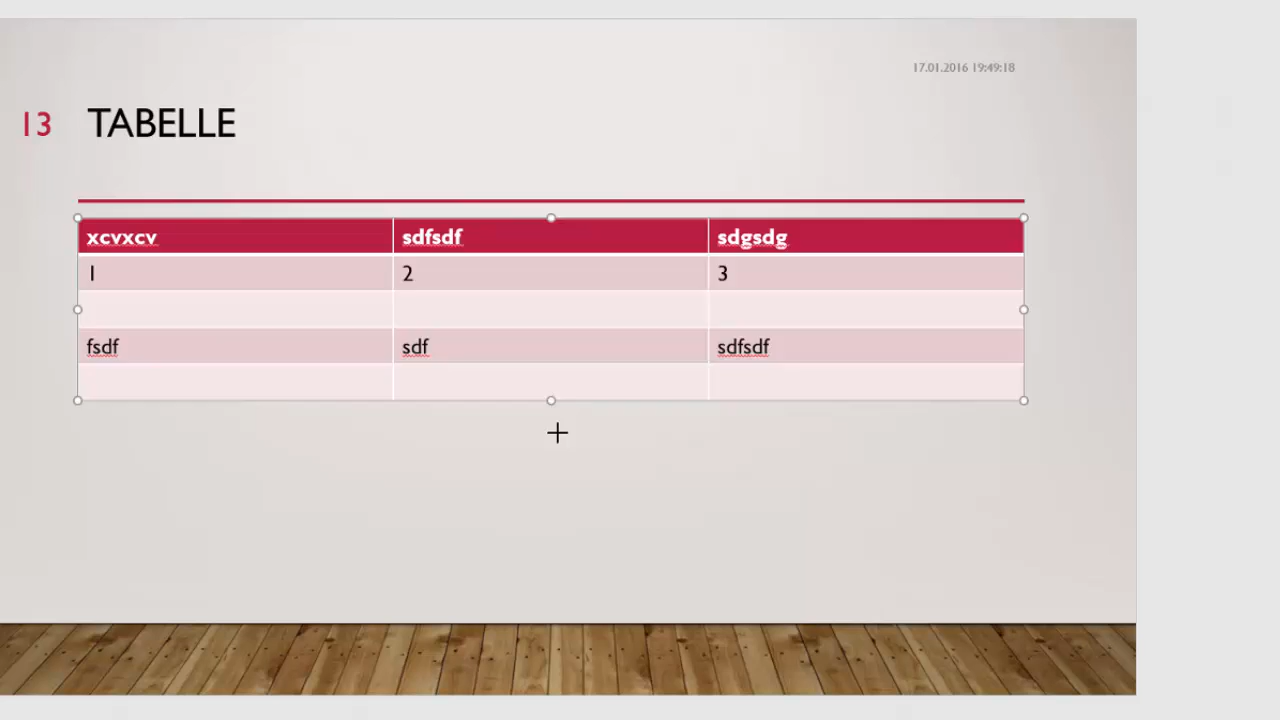 17.01.2016 19:49:18
13 TABELLE
xcvxcv sdfsdf sdgsdg
1 2 3
fsdf sdf sdfsdf